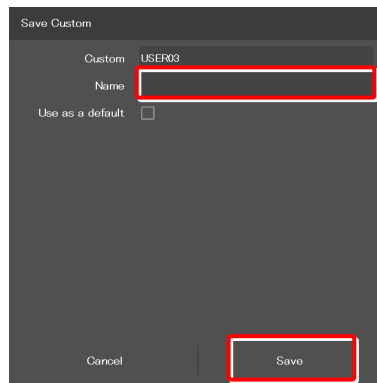 Save Custom
Custom USER03
Name
Use as a default
Cancel Save